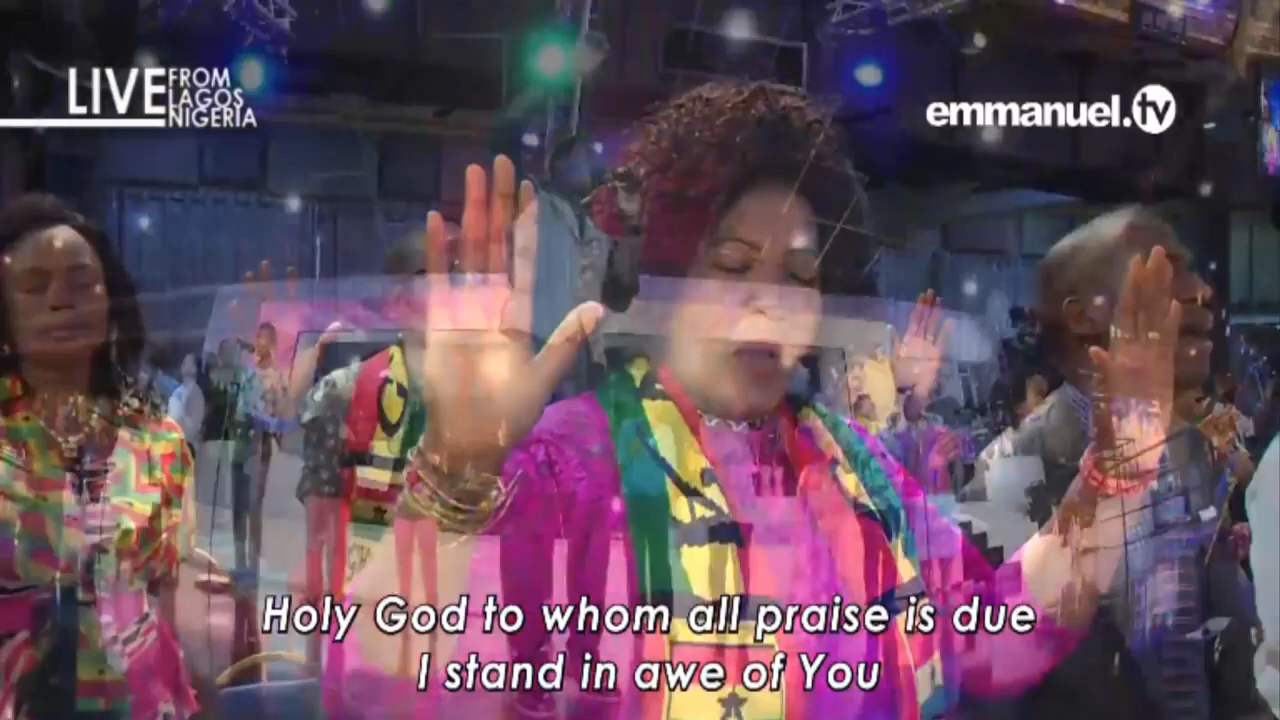 LIVE FROM
LAGOS
NIGERIA
emmanuel.tv
Holy God to whom all praise is due
I stand in awe of You